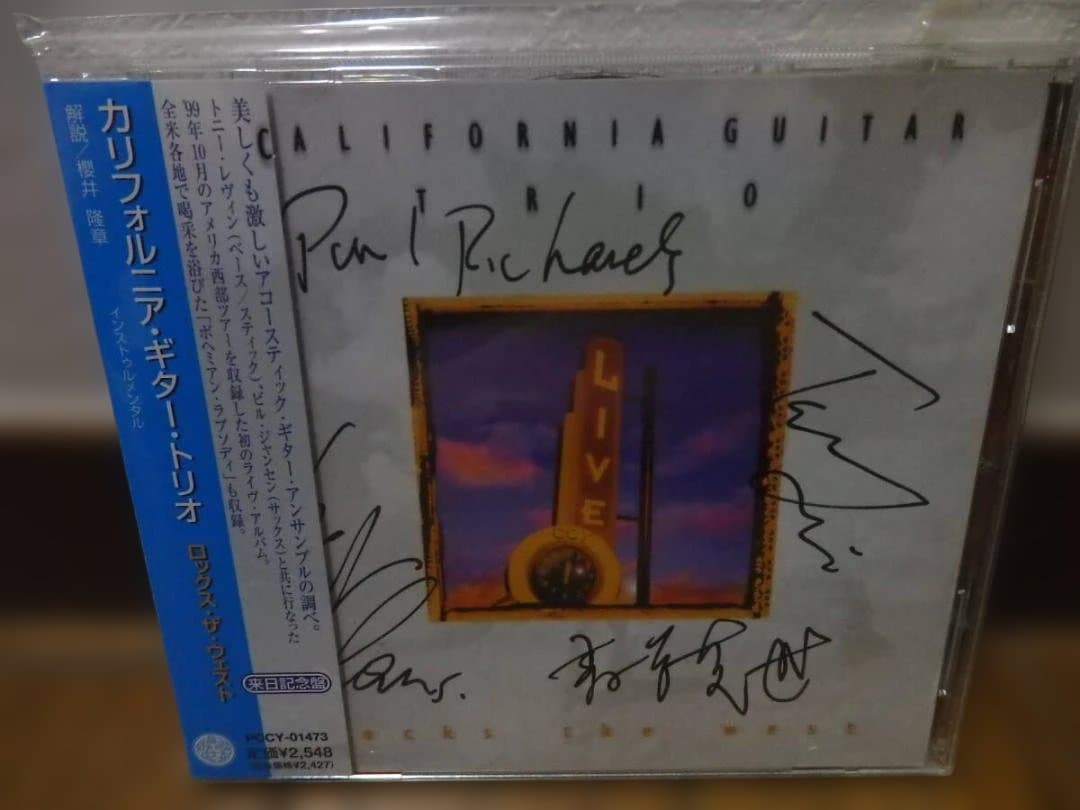 カリフォルニア・ギター・トリオ ロックス・ザ・ウェスト
インストゥルメンタル
解説/櫻井 隆章
美しくも激しいアコースティック・ギター・アンサンブルの調べ。
トニー・レヴィン(ベース/スティック)、ビル・ジャンセン(サックス)と共に行なった
'99年10月のアメリカ西部ツアーを収録した初のライヴ・アルバム。
全米各地で喝采を浴びた「ボヘミアン・ラプソディ」も収録。
来日記念盤
PCCY-01473
定価¥2,548
CALIFORNIA GUITAR
TRIO
Paul Richards
LIVE
CGT
ocks the west